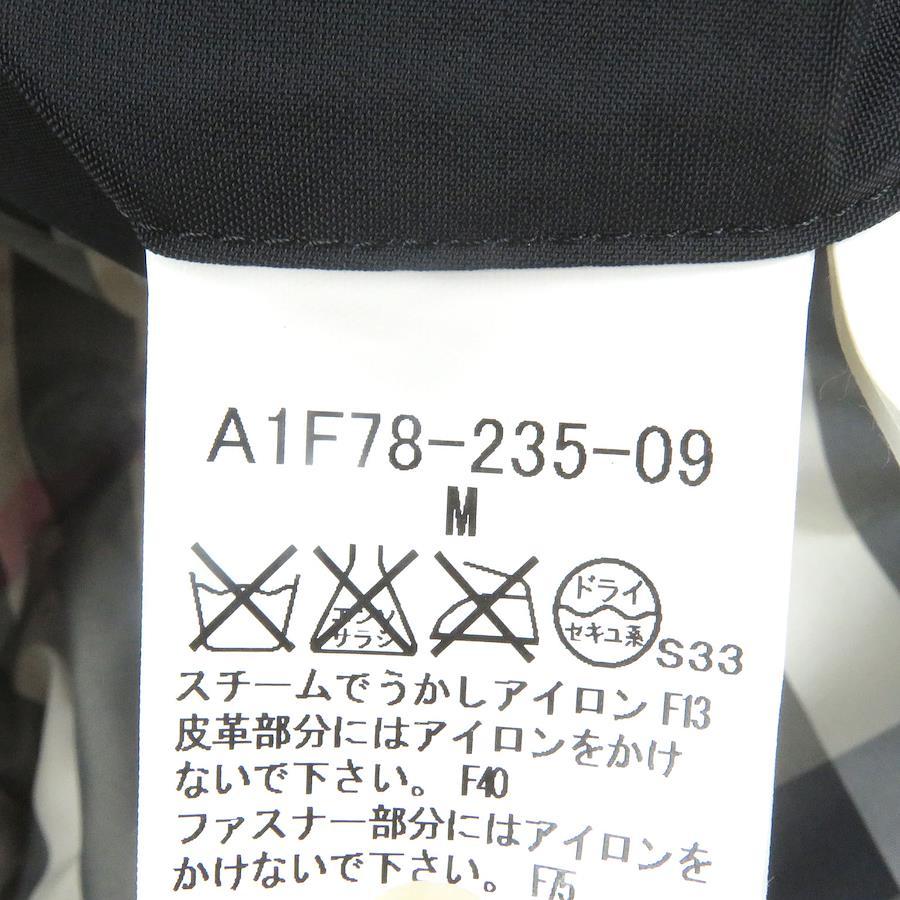 A1F78-235-09
M
エンソ
サラシ
ドライ
セキユ系
S33
スチームでうかしアイロン F13
皮革部分にはアイロンをかけ
ないで下さい。 F40
ファスナー部分にはアイロンを
かけないで下さい。 F75